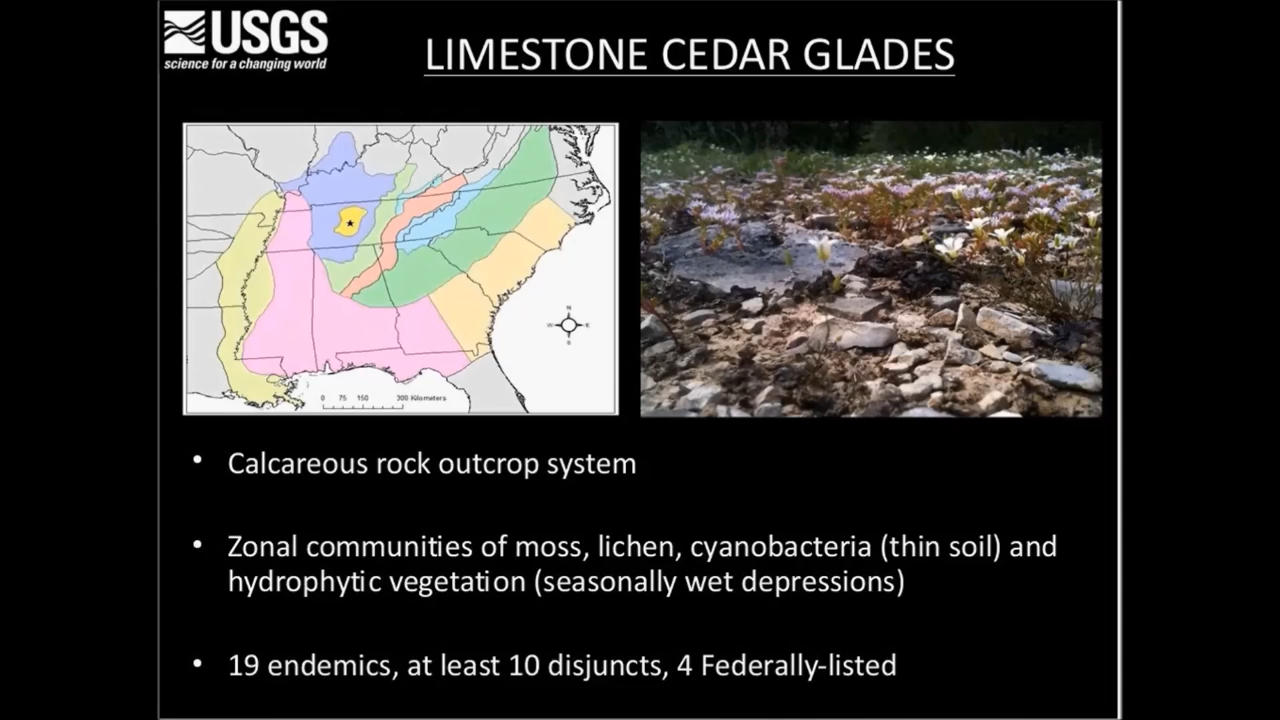 USGS
science for a changing world
LIMESTONE CEDAR GLADES
N
W
E
S
0 75 150 300 Kilometers
• Calcareous rock outcrop system
• Zonal communities of moss, lichen, cyanobacteria (thin soil) and
hydrophytic vegetation (seasonally wet depressions)
• 19 endemics, at least 10 disjuncts, 4 Federally-listed